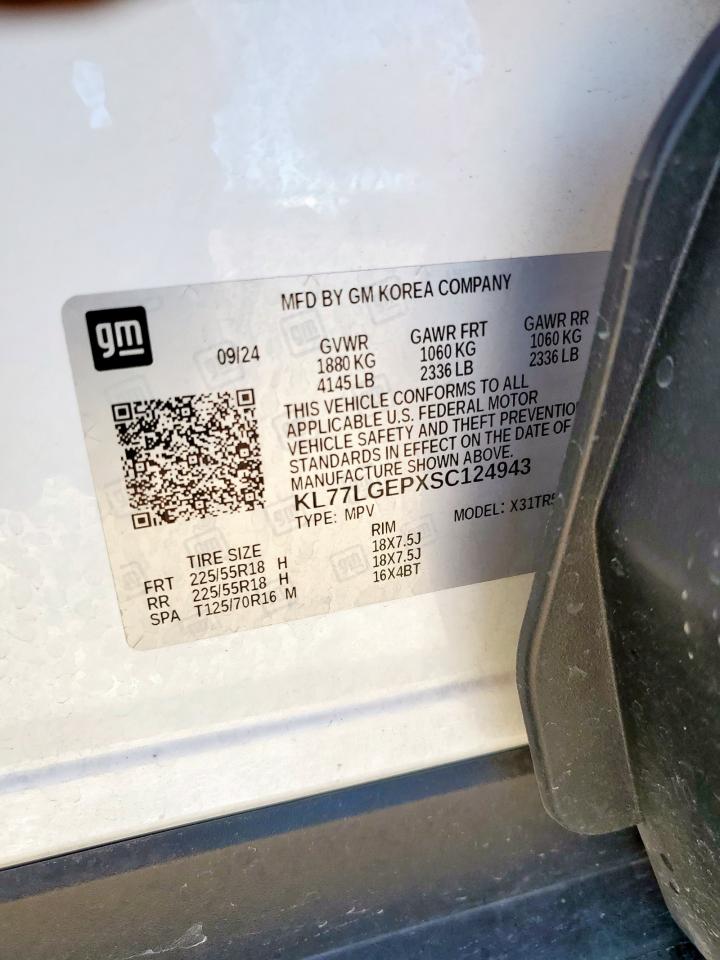 MFD BY GM KOREA COMPANY
gm
09/24
GVWR GAWR FRT GAWR RR
1880 KG 1060 KG 1060 KG
4145 LB 2336 LB 2336 LB
THIS VEHICLE CONFORMS TO ALL
APPLICABLE U.S. FEDERAL MOTOR
VEHICLE SAFETY AND THEFT
STANDARDS IN EFFECT ON THE DATE OF
MANUFACTURE SHOWN ABOVE.
KL77LGEPXSC124943
TYPE: MPV MODEL:
TIRE SIZE RIM
FRT 225/55R18 H 18X7.5J
RR 225/55R18 H 18X7.5J
SPA T125/70R16 M 16X4BT